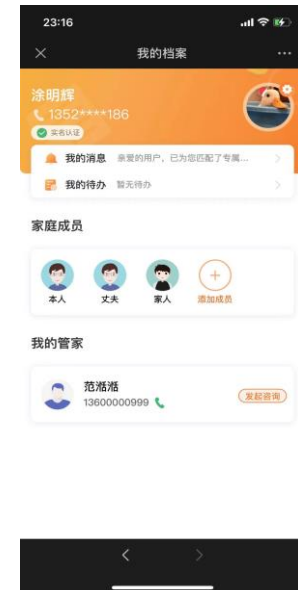 23:16
我的档案
涂明辉
1352****186
实名认证
我的消息 亲爱的用户，已为您匹配了专属...
我的待办 暂无待办
家庭成员
本人 丈夫 家人 添加成员
我的管家
范湉湉
13600000999
发起咨询